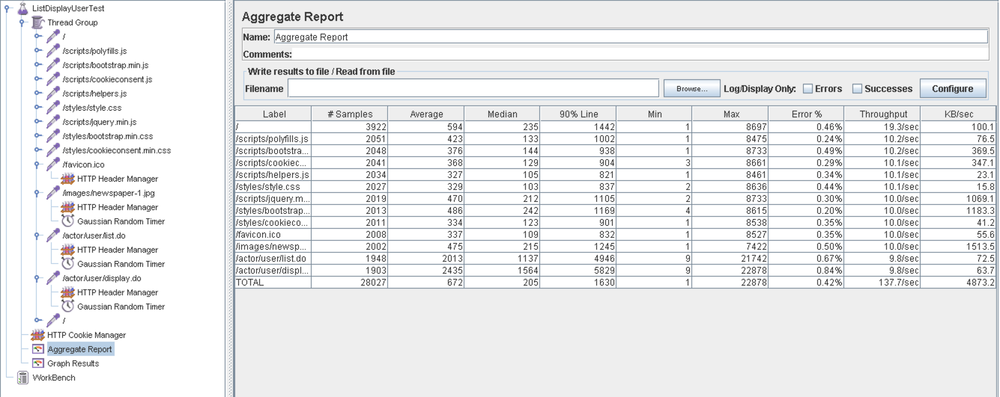 ListDisplayUserTest
Thread Group
/
/scripts/polyfills.js
/scripts/bootstrap.min.js
/scripts/cookieconsent.js
/scripts/helpers.js
/styles/style.css
/scripts/jquery.min.js
/styles/bootstrap.min.css
/styles/cookieconsent.min.css
/favicon.ico
HTTP Header Manager
/images/newspaper-1.jpg
HTTP Header Manager
Gaussian Random Timer
/actor/user/list.do
HTTP Header Manager
Gaussian Random Timer
/actor/user/display.do
HTTP Header Manager
Gaussian Random Timer
/
HTTP Cookie Manager
Aggregate Report
Graph Results
WorkBench
Aggregate Report
Name: Aggregate Report
Comments:
Write results to file / Read from file
Filename Browse... Log/Display Only: Errors Successes Configure
Label # Samples Average Median 90% Line Min Max Error % Throughput KB/sec
/ 3922 594 235 1442 1 8697 0.46% 19.3/sec 100.1
/scripts/polyfills.js 2051 423 133 1002 1 8475 0.24% 10.2/sec 76.5
/scripts/bootstra... 2048 376 144 938 1 8733 0.49% 10.2/sec 369.5
/scripts/cookiec... 2041 368 129 904 3 8661 0.29% 10.1/sec 347.1
/scripts/helpers.js 2034 327 105 821 1 8461 0.34% 10.1/sec 23.1
/styles/style.css 2027 329 103 837 2 8636 0.44% 10.1/sec 15.8
/scripts/jquery.m... 2019 470 212 1105 2 8733 0.30% 10.0/sec 1069.1
/styles/bootstrap... 2013 486 242 1169 4 8615 0.20% 10.0/sec 1183.3
/styles/cookieco... 2011 334 123 901 1 8538 0.35% 10.0/sec 41.2
/favicon.ico 2008 337 109 832 1 8527 0.35% 10.0/sec 55.6
/images/newsp... 2002 475 215 1245 1 7422 0.50% 10.0/sec 1513.5
/actor/user/list.do 1948 2013 1137 4946 9 21742 0.67% 9.8/sec 72.5
/actor/user/displ... 1903 2435 1564 5829 9 22878 0.84% 9.8/sec 63.7
TOTAL 28027 672 205 1630 1 22878 0.42% 137.7/sec 4873.2